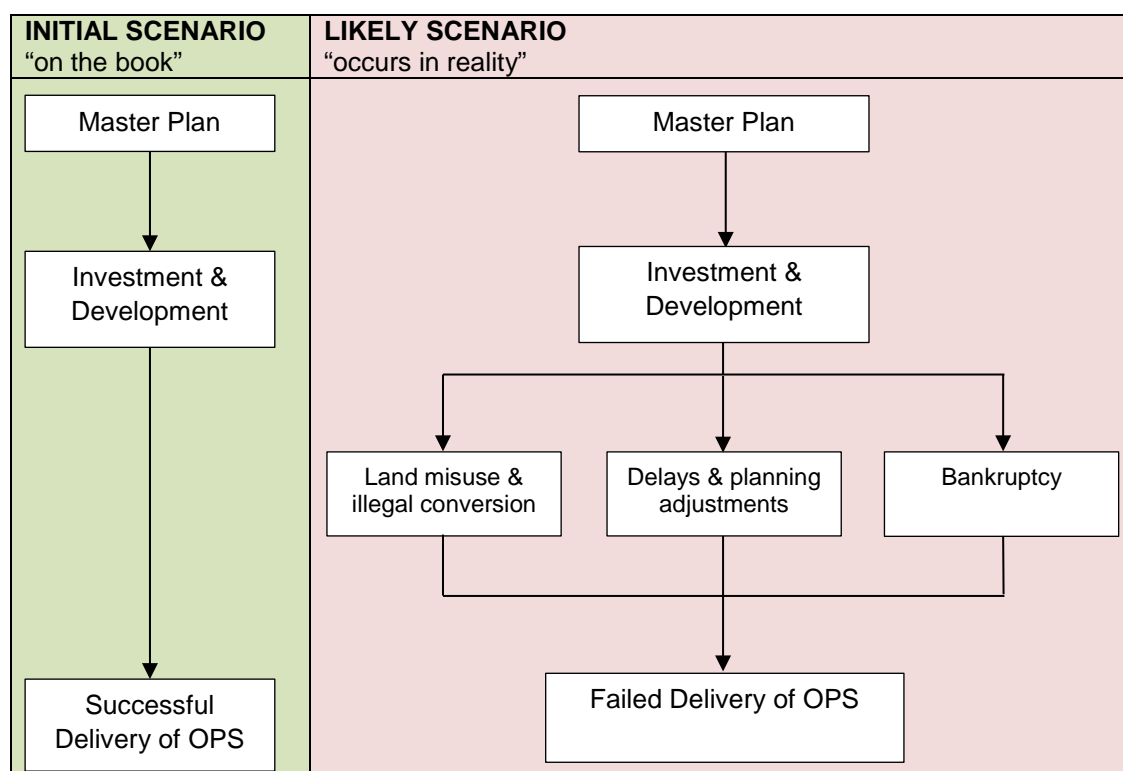 INITIAL SCENARIO
“on the book”
Master Plan
Investment &
Development
Successful
Delivery of OPS
LIKELY SCENARIO
“occurs in reality”
Master Plan
Investment &
Development
Land misuse &
illegal conversion
Delays & planning
adjustments
Bankruptcy
Failed Delivery of OPS